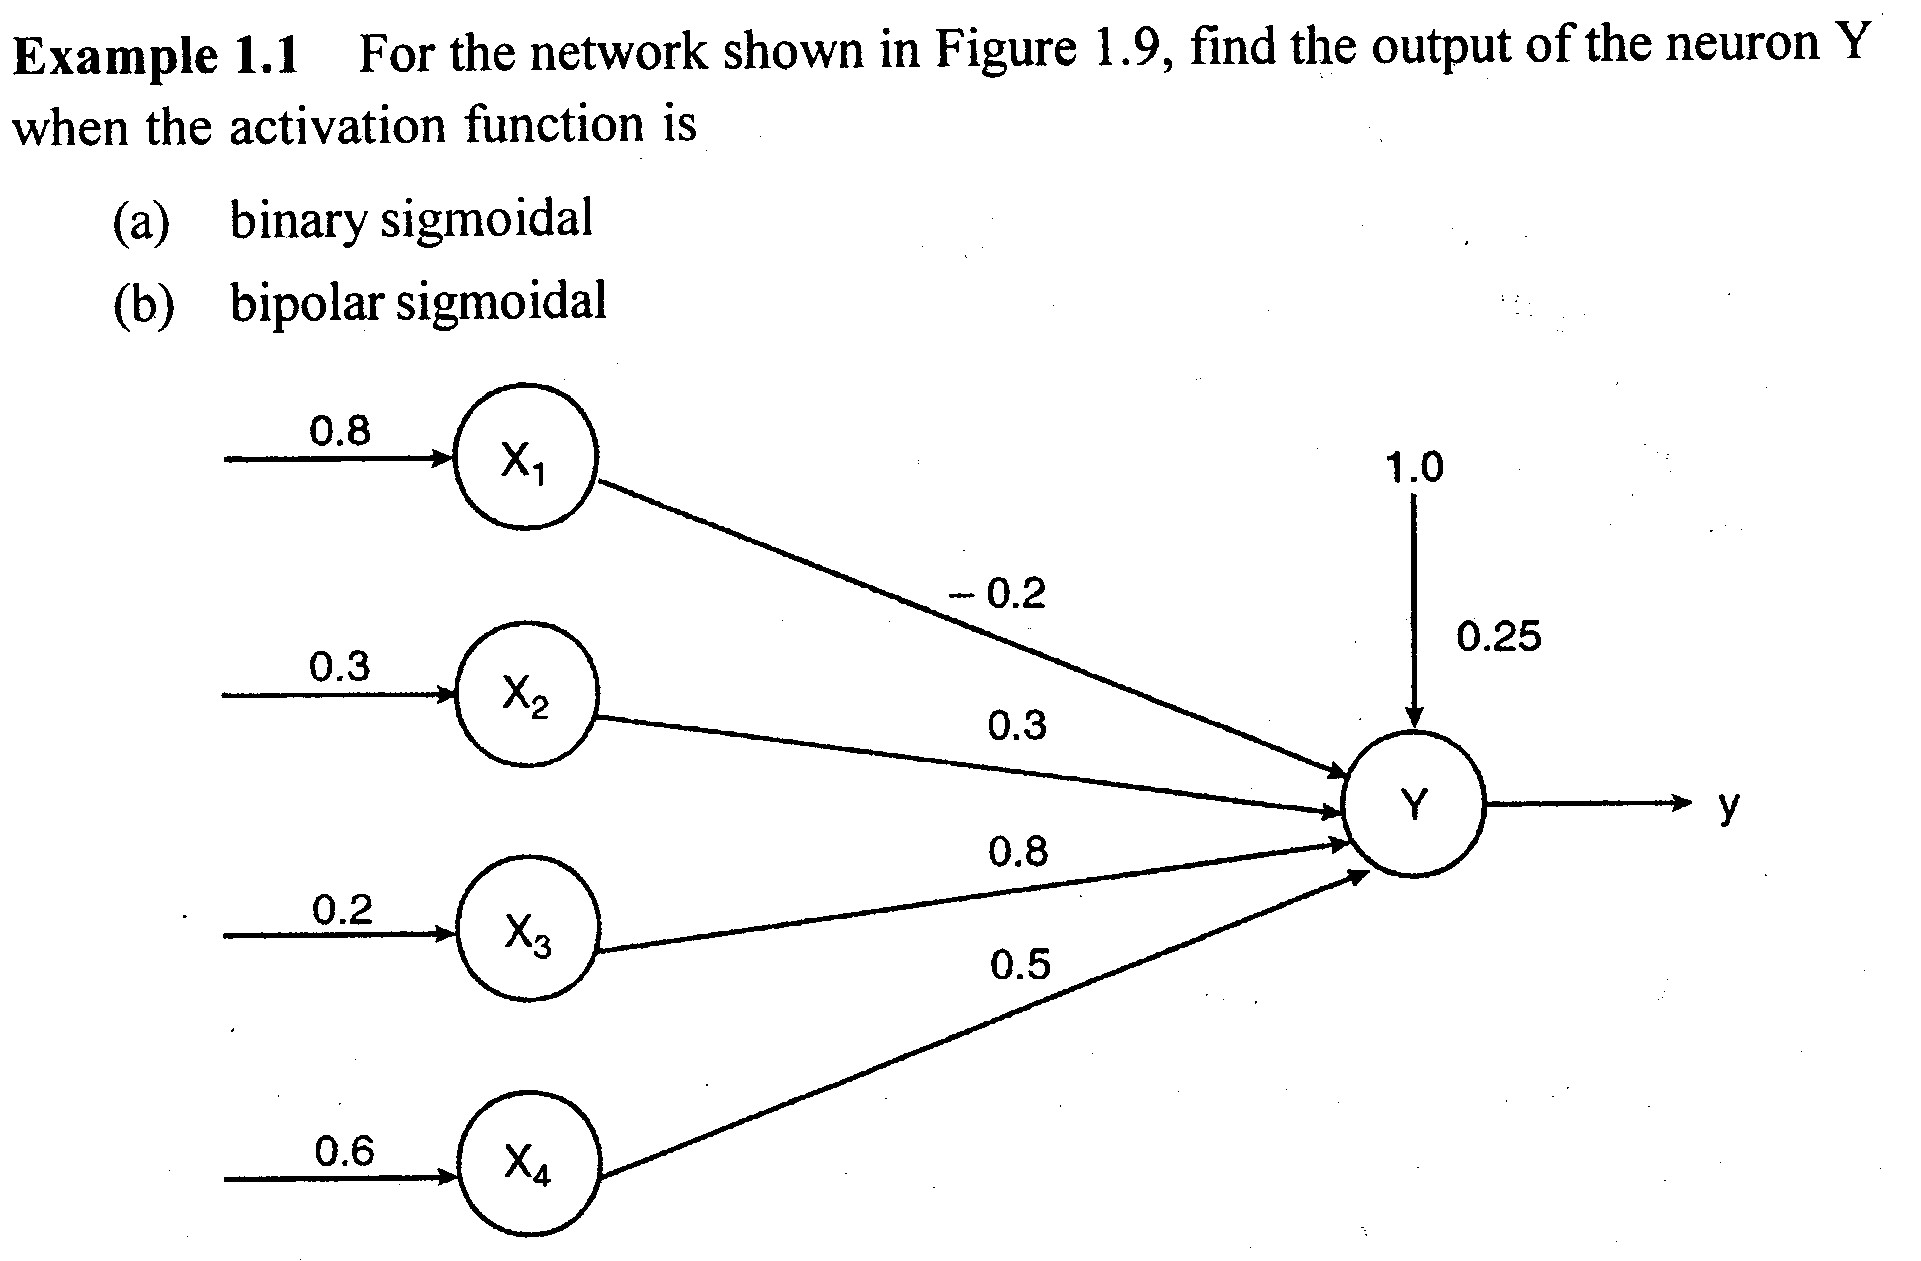 Example 1.1 For the network shown in Figure 1.9, find the output of the neuron Y
when the activation function is
(a) binary sigmoidal
(b) bipolar sigmoidal
0.8
X₁
1.0
– 0.2
0.25
0.3
X₂
0.3
Y
y
0.8
0.2
X₃
0.5
0.6
X₄